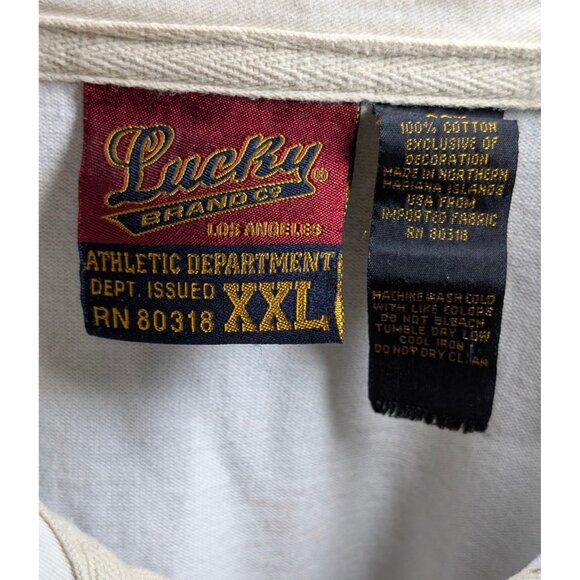 Lucky ®
BRAND CO
LOS ANGELES
ATHLETIC DEPARTMENT
DEPT. ISSUED XXL
RN 80318
100% COTTON
EXCLUSIVE OF
DECORATION
MADE IN NORTHERN
MARIANA ISLANDS
USA FROM
IMPORTED FABRIC
RN 80318
MACHINE WASH COLD
WITH LIKE COLORS
DO NOT BLEACH
TUMBLE DRY LOW
COOL IRON
DO NOT DRY CLEAN